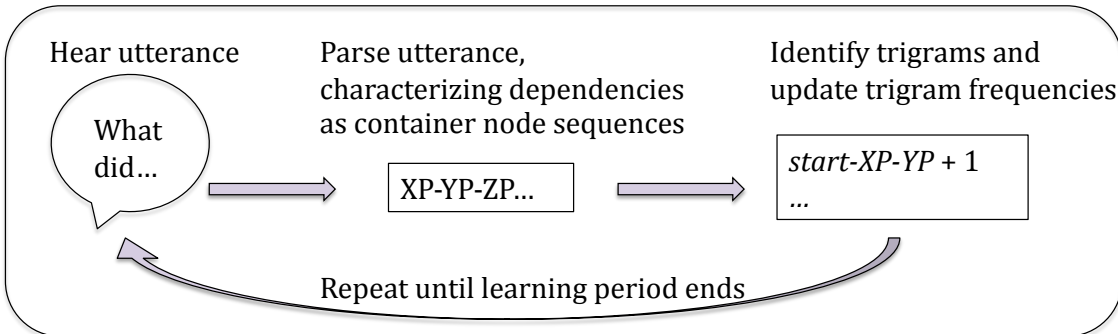 Hear utterance
What
did…
Parse utterance,
characterizing dependencies
as container node sequences
XP-YP-ZP…
Identify trigrams and
update trigram frequencies
start-XP-YP + 1
…
Repeat until learning period ends